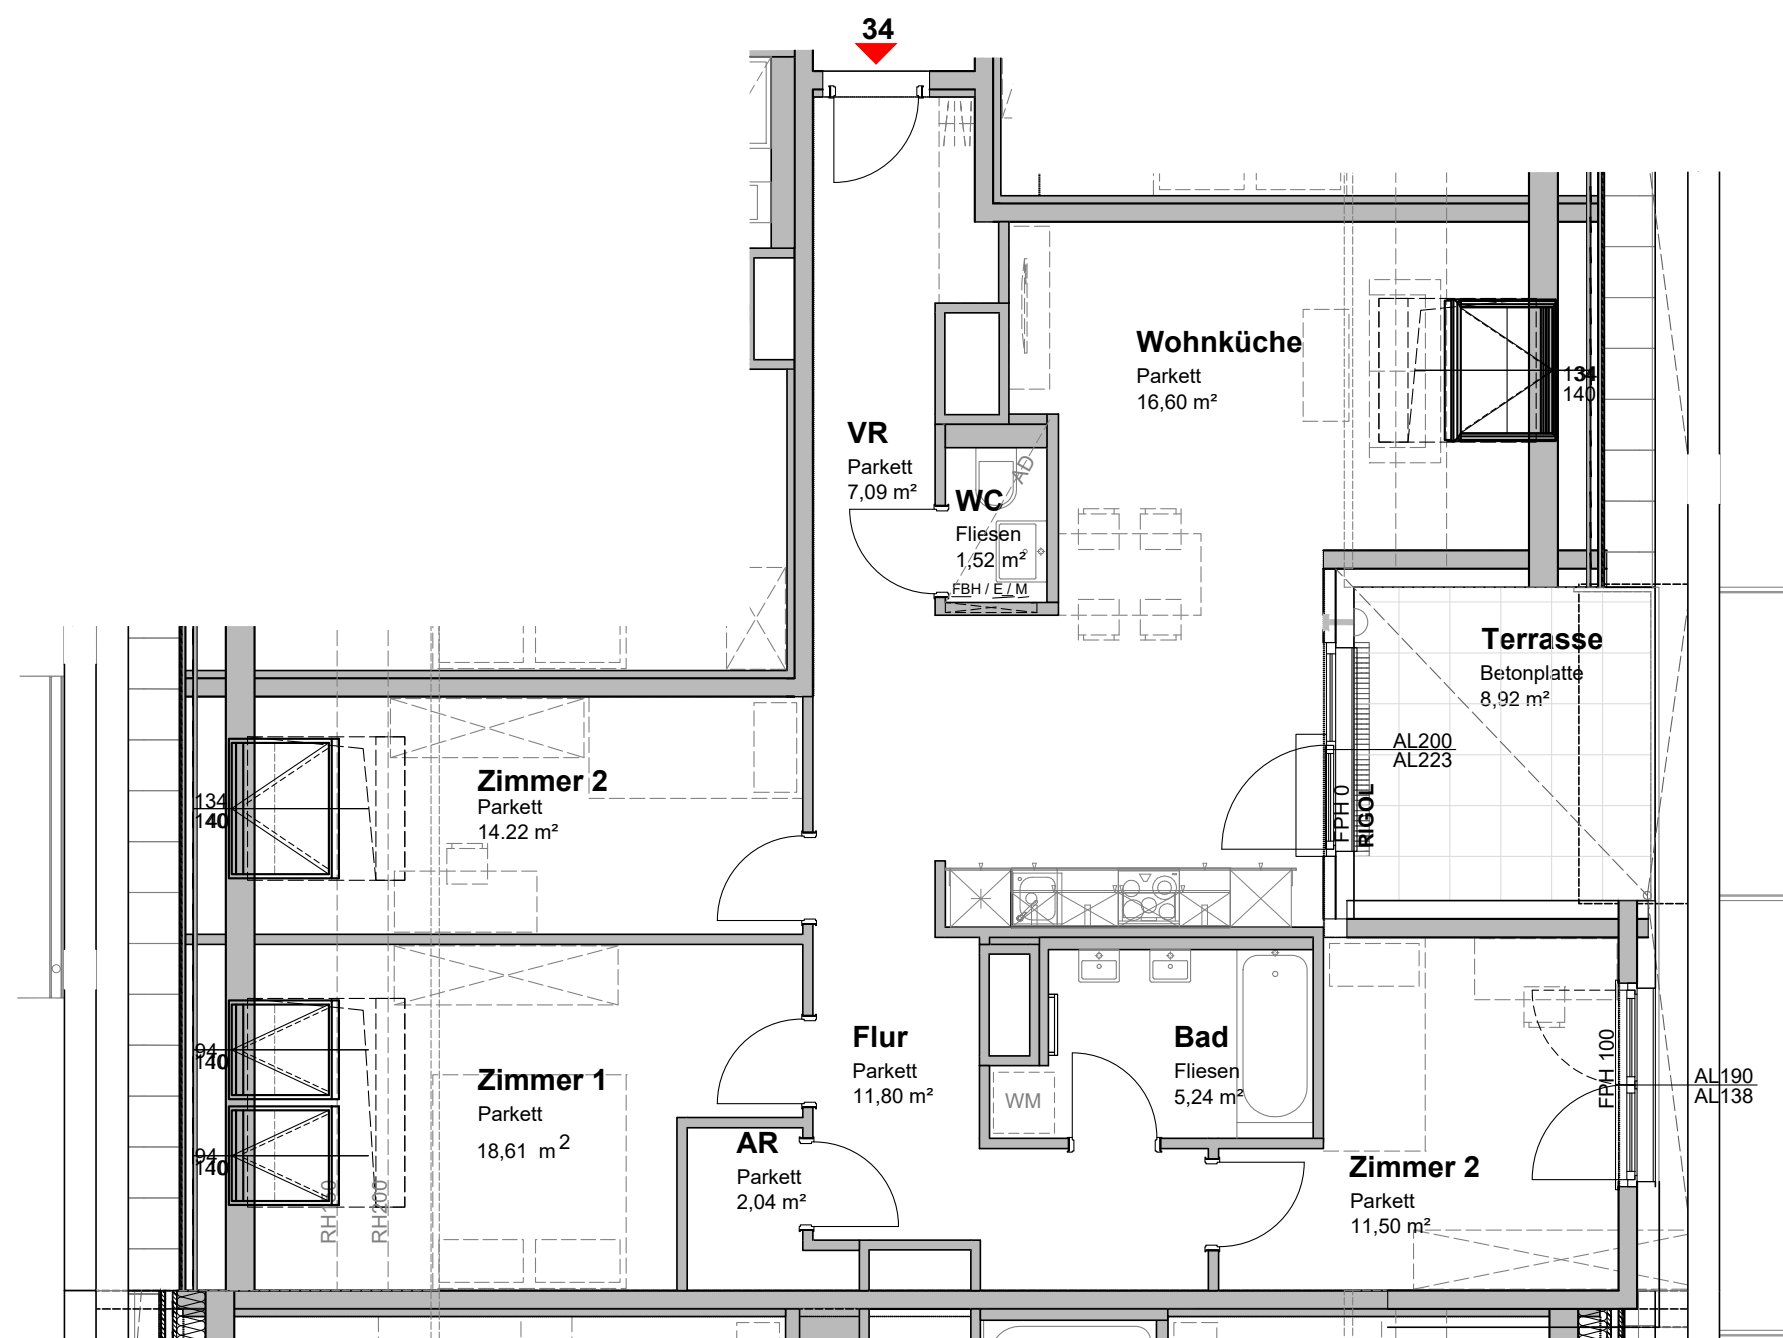 34
Wohnküche
Parkett
16,60 m²
134
140
VR
Parkett
7,09 m²
AD
WC
Fliesen
1,52 m²
FBH / E / M
Terrasse
Betonplatte
8,92 m²
AL200
AL223
FPH 0
RIGOL
Zimmer 2
Parkett
14.22 m²
134
140
Zimmer 1
Parkett
18,61 m2
94
140
94
140
RH150
RH200
Flur
Parkett
11,80 m²
Bad
Fliesen
5,24 m²
WM
AR
Parkett
2,04 m²
Zimmer 2
Parkett
11,50 m²
FPH 100
AL190
AL138